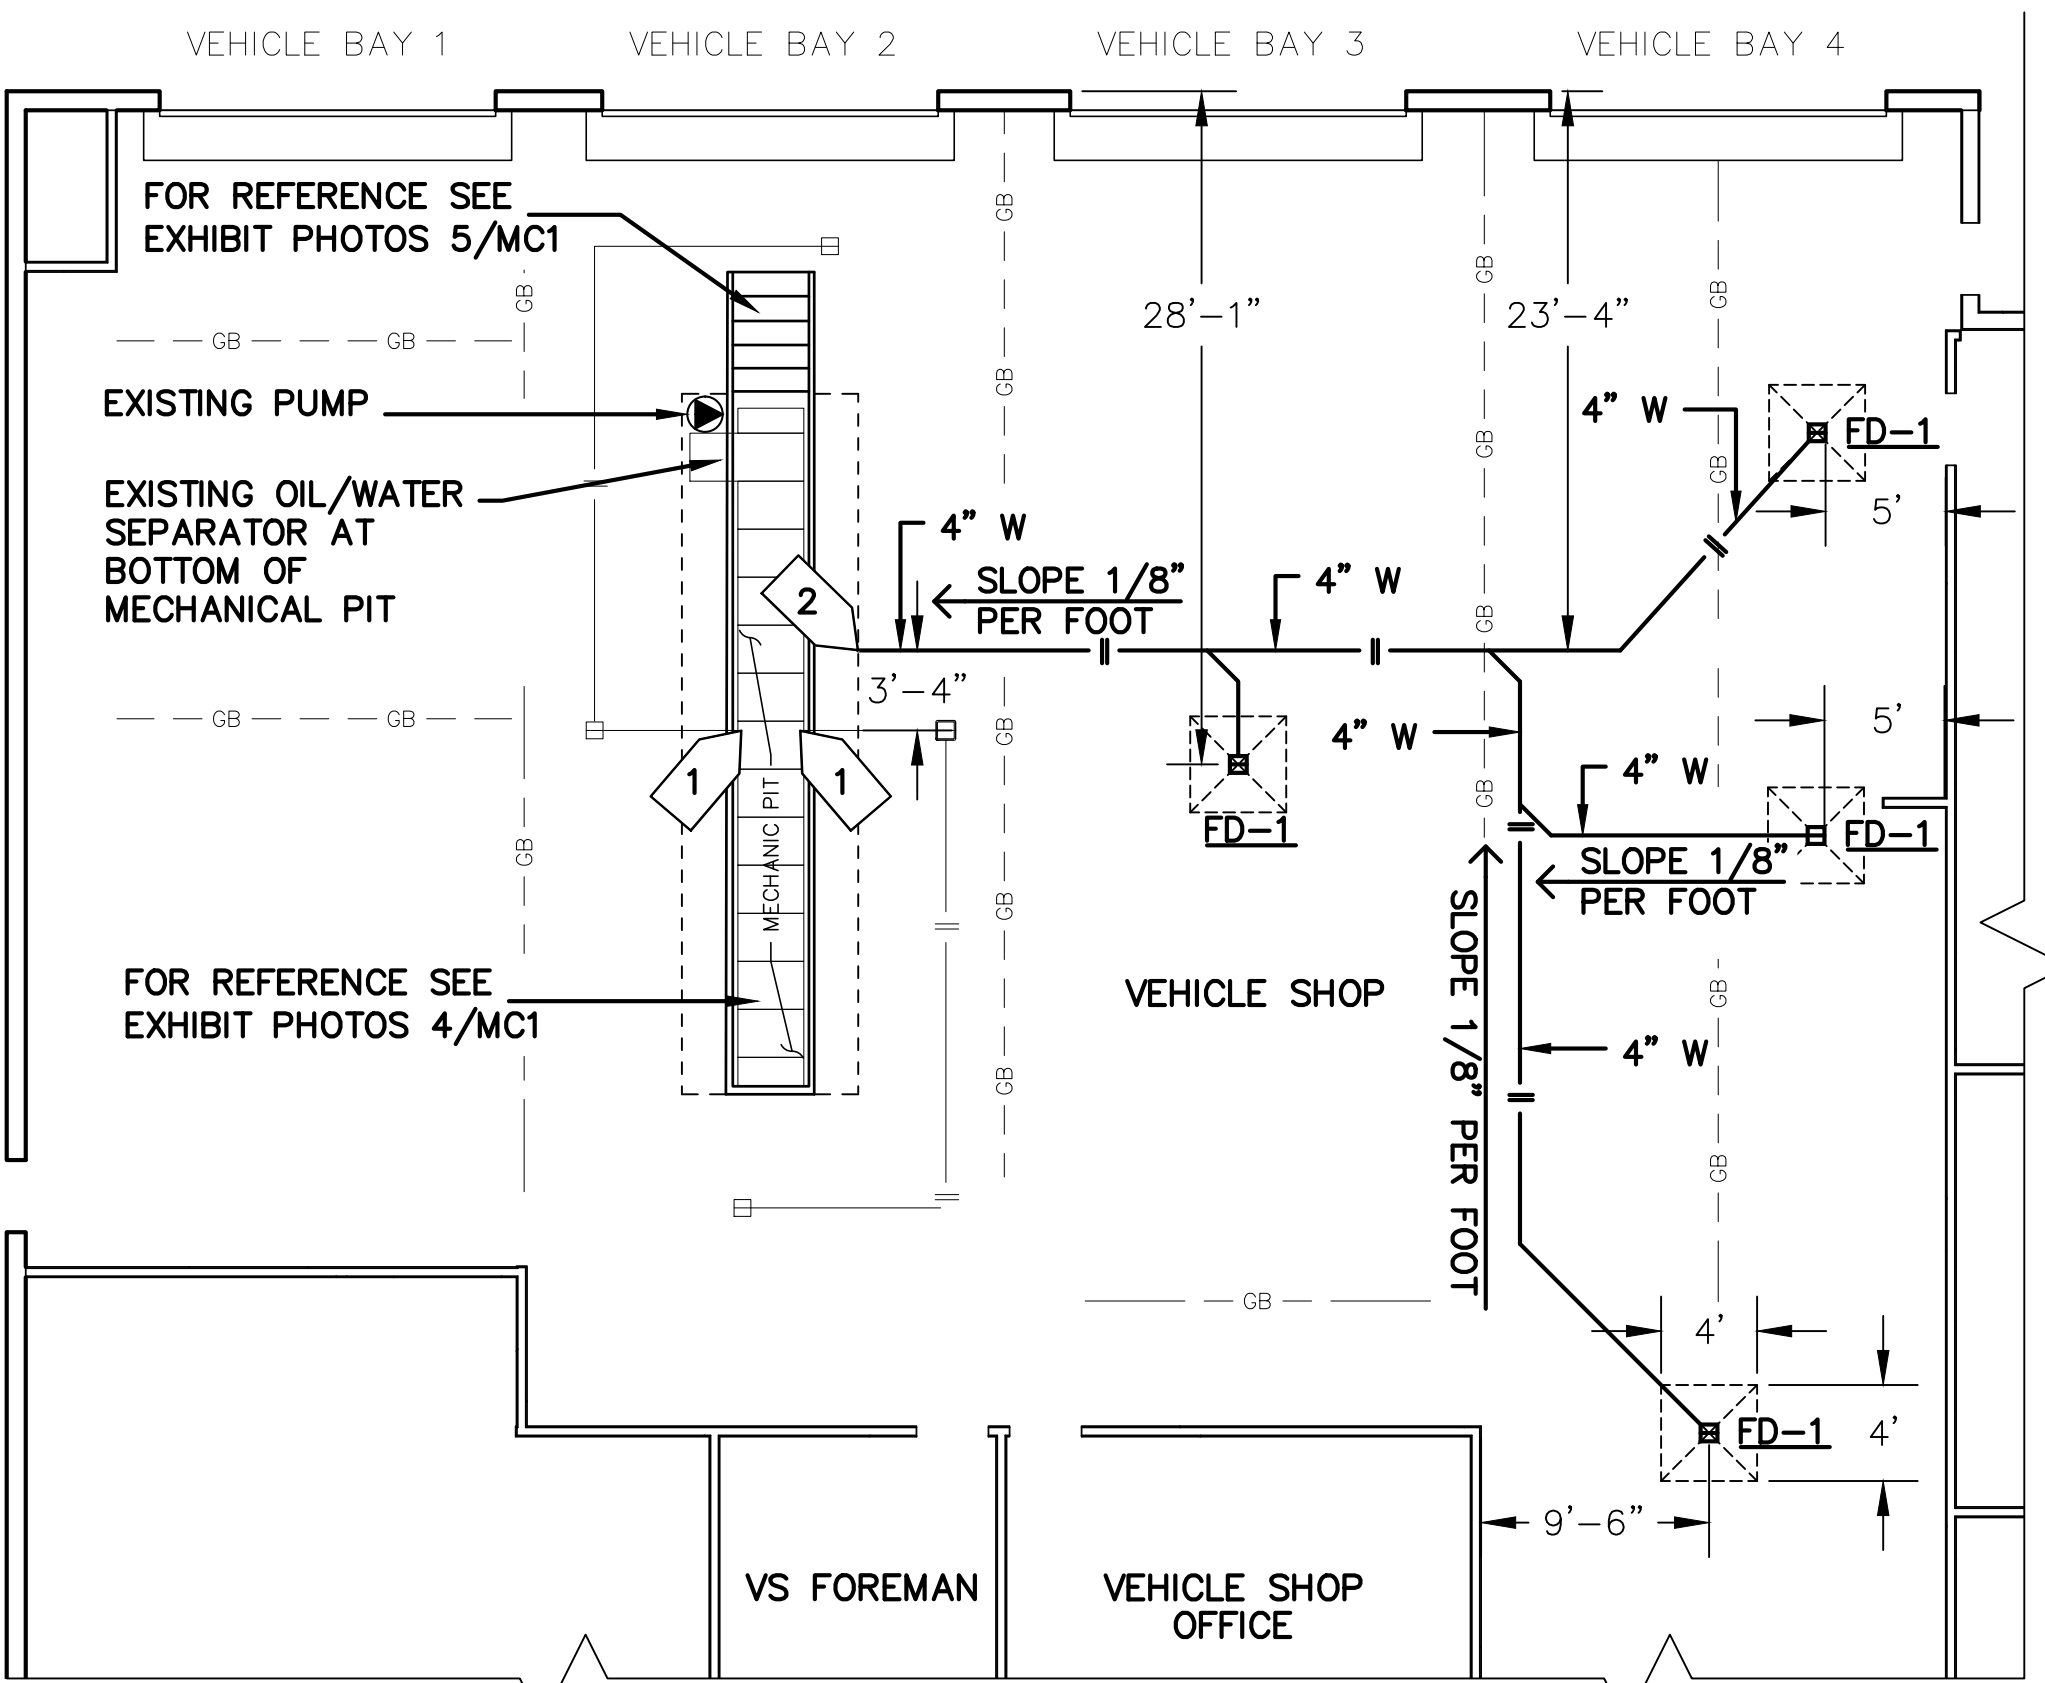 VEHICLE BAY 1
VEHICLE BAY 2
VEHICLE BAY 3
VEHICLE BAY 4
FOR REFERENCE SEE
EXHIBIT PHOTOS 5/MC1
GB
GB
GB
GB
GB
28'-1"
23'-4"
GB
GB
GB
GB
EXISTING PUMP
4" W
FD-1
GB
GB
EXISTING OIL/WATER
SEPARATOR AT
BOTTOM OF
MECHANICAL PIT
5'
4" W
SLOPE 1/8"
PER FOOT
4" W
2
GB
3'-4"
GB
GB
GB
5'
4" W
4" W
1
1
GB
MECHANIC PIT
FD-1
FD-1
GB
SLOPE 1/8"
PER FOOT
GB
SLOPE 1/8" PER FOOT
FOR REFERENCE SEE
EXHIBIT PHOTOS 4/MC1
VEHICLE SHOP
GB
4" W
GB
GB
GB
4'
4'
FD-1
9'-6"
VS FOREMAN
VEHICLE SHOP
OFFICE